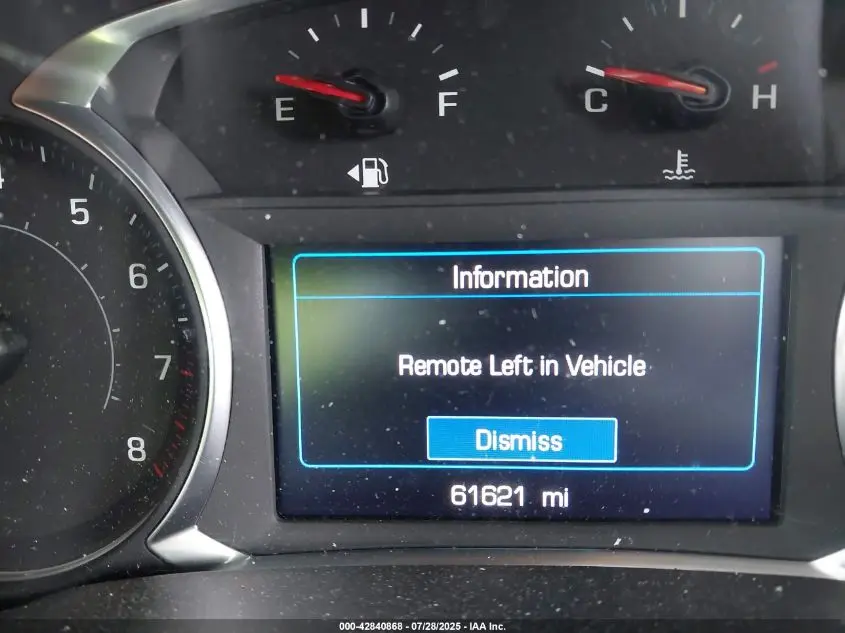 E F C H
5
6
7
8
Information
Remote Left in Vehicle
Dismiss
61621 mi
000-42840868 - 07/28/2025 - IAA Inc.